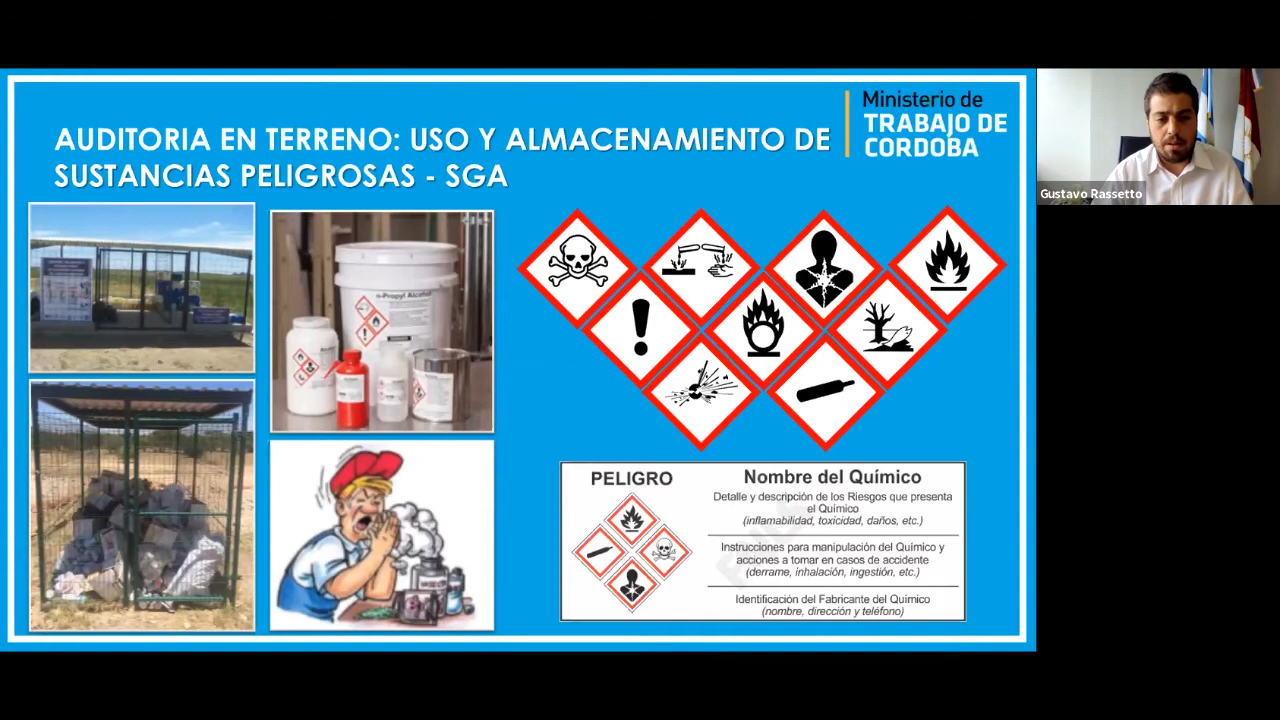 AUDITORIA EN TERRENO: USO Y ALMACENAMIENTO DE
SUSTANCIAS PELIGROSAS - SGA
Ministerio de
TRABAJO DE
CORDOBA
Gustavo Rassetto
n-Propyl Alcohol
PELIGRO
Nombre del Químico
Detalle y descripción de los Riesgos que presenta
el Químico
(inflamabilidad, toxicidad, daños, etc.)
Instrucciones para manipulación del Químico y
acciones a tomar en casos de accidente
(derrame, inhalación, ingestión, etc.)
Identificación del Fabricante del Químico
(nombre, dirección y teléfono)